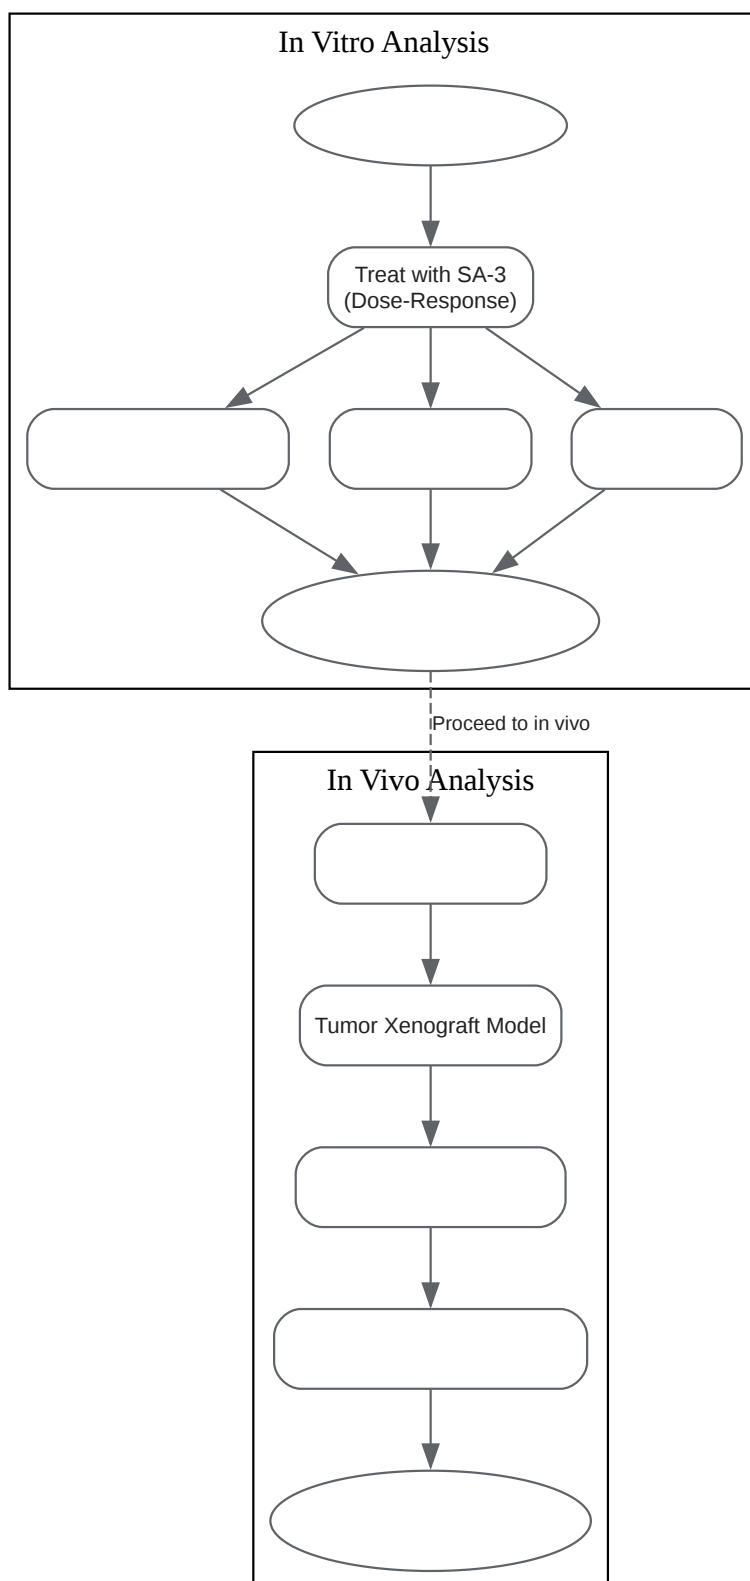 In Vitro Analysis
Treat with SA-3
(Dose-Response)
Proceed to in vivo
In Vivo Analysis
Tumor Xenograft Model